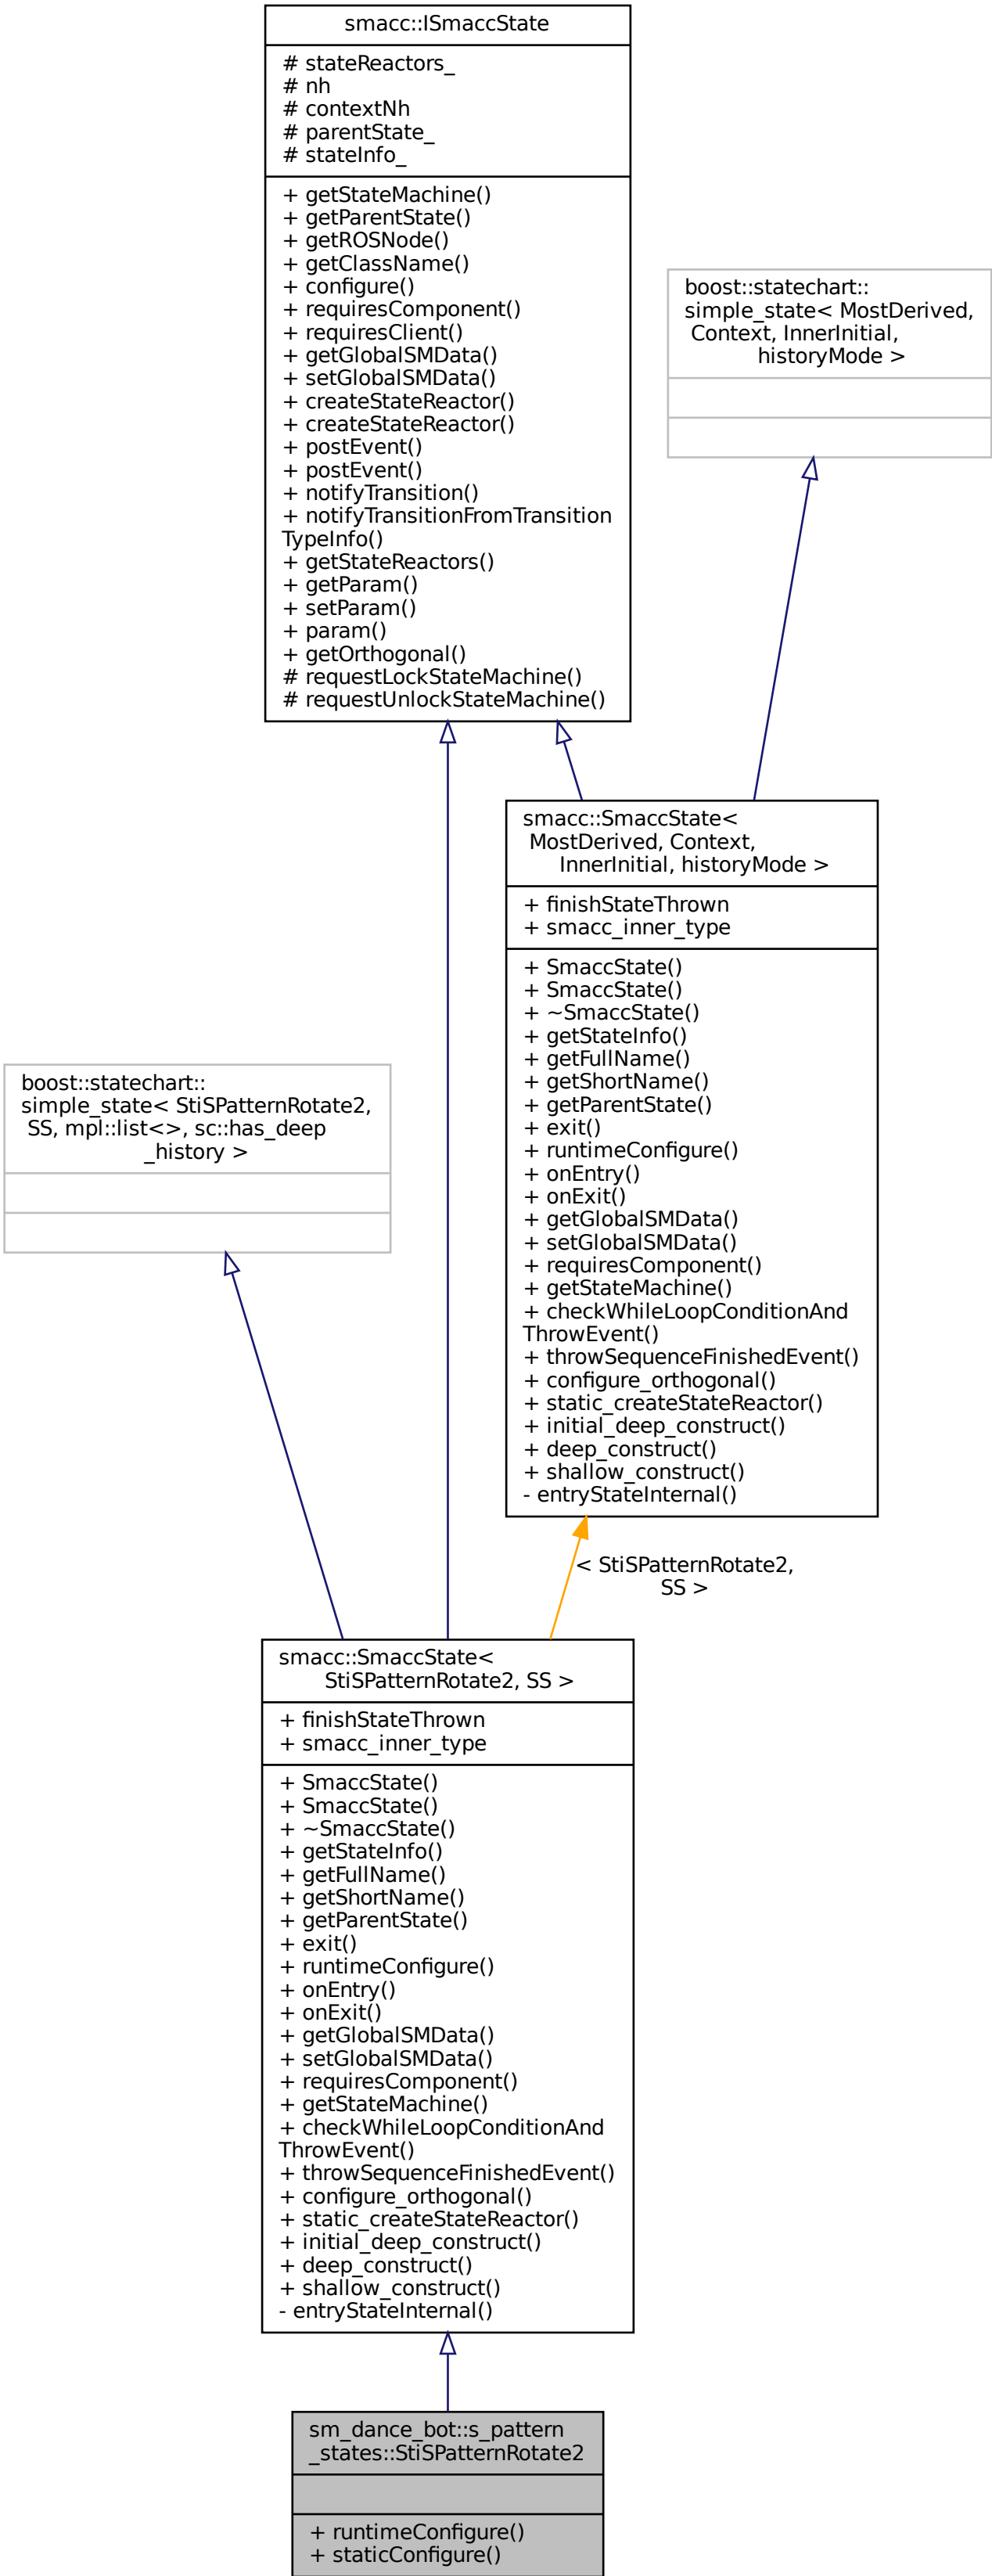 smacc::ISmaccState
# stateReactors_
# nh
# contextNh
# parentState_
# stateInfo_
+ getStateMachine()
+ getParentState()
+ getROSNode()
+ getClassName()
+ configure()
+ requiresComponent()
+ requiresClient()
+ getGlobalSMData()
+ setGlobalSMData()
+ createStateReactor()
+ createStateReactor()
+ postEvent()
+ postEvent()
+ notifyTransition()
+ notifyTransitionFromTransition
TypeInfo()
+ getStateReactors()
+ getParam()
+ setParam()
+ param()
+ getOrthogonal()
# requestLockStateMachine()
# requestUnlockStateMachine()
boost::statechart::
simple_state< MostDerived,
Context, InnerInitial,
historyMode >
smacc::SmaccState<
MostDerived, Context,
InnerInitial, historyMode >
+ finishStateThrown
+ smacc_inner_type
+ SmaccState()
+ SmaccState()
+ ~SmaccState()
+ getStateInfo()
+ getFullName()
+ getShortName()
+ getParentState()
+ exit()
+ runtimeConfigure()
+ onEntry()
+ onExit()
+ getGlobalSMData()
+ setGlobalSMData()
+ requiresComponent()
+ getStateMachine()
+ checkWhileLoopConditionAnd
ThrowEvent()
+ throwSequenceFinishedEvent()
+ configure_orthogonal()
+ static_createStateReactor()
+ initial_deep_construct()
+ deep_construct()
+ shallow_construct()
- entryStateInternal()
boost::statechart::
simple_state< StiSPatternRotate2,
SS, mpl::list<>, sc::has_deep
_history >
< StiSPatternRotate2,
SS >
smacc::SmaccState<
StiSPatternRotate2, SS >
+ finishStateThrown
+ smacc_inner_type
+ SmaccState()
+ SmaccState()
+ ~SmaccState()
+ getStateInfo()
+ getFullName()
+ getShortName()
+ getParentState()
+ exit()
+ runtimeConfigure()
+ onEntry()
+ onExit()
+ getGlobalSMData()
+ setGlobalSMData()
+ requiresComponent()
+ getStateMachine()
+ checkWhileLoopConditionAnd
ThrowEvent()
+ throwSequenceFinishedEvent()
+ configure_orthogonal()
+ static_createStateReactor()
+ initial_deep_construct()
+ deep_construct()
+ shallow_construct()
- entryStateInternal()
sm_dance_bot::s_pattern
_states::StiSPatternRotate2
+ runtimeConfigure()
+ staticConfigure()